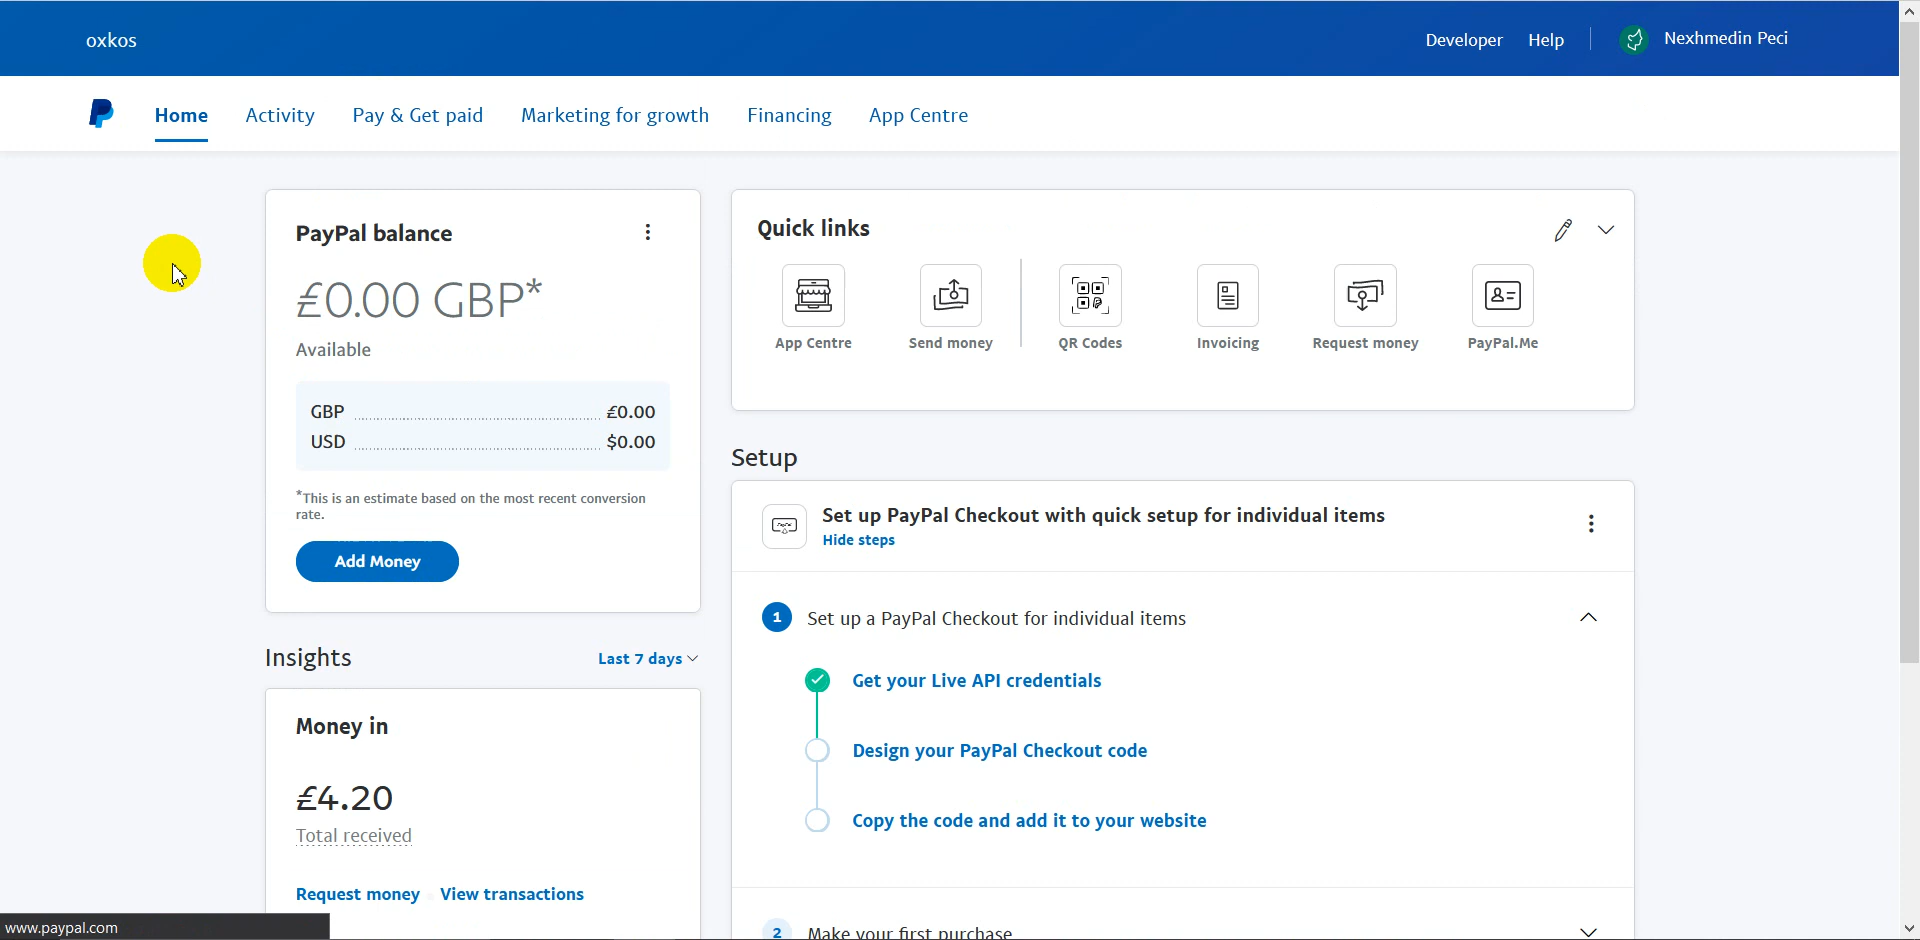 oxkos
Developer Help Nexhmedin Peci
Home Activity Pay & Get paid Marketing for growth Financing App Centre
PayPal balance
£0.00 GBP*
Available
GBP £0.00
USD $0.00
*This is an estimate based on the most recent conversion
rate.
Add Money
Insights Last 7 days
Money in
£4.20
Total received
Request money View transactions
Quick links
App Centre Send money QR Codes Invoicing Request money PayPal.Me
Setup
Set up PayPal Checkout with quick setup for individual items
Hide steps
1 Set up a PayPal Checkout for individual items
Get your Live API credentials
Design your PayPal Checkout code
Copy the code and add it to your website
2 Make your first purchase
www.paypal.com